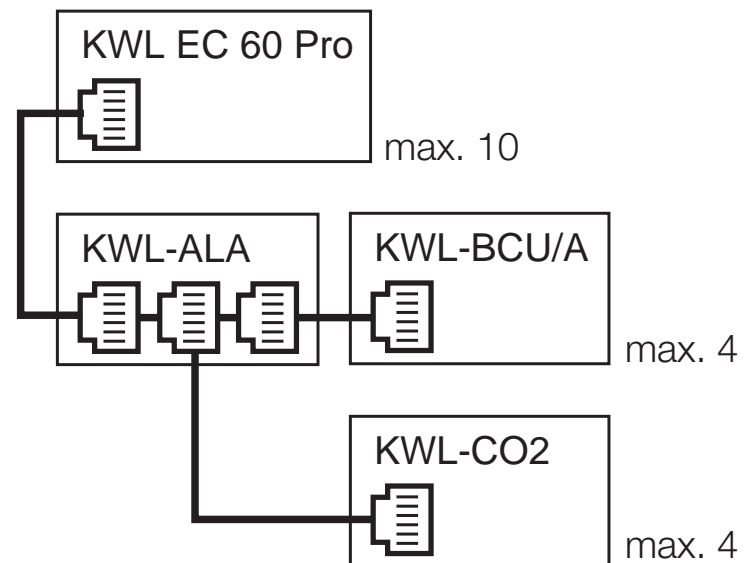 KWL EC 60 Pro
max. 10
KWL-ALA
KWL-BCU/A
max. 4
KWL-CO2
max. 4